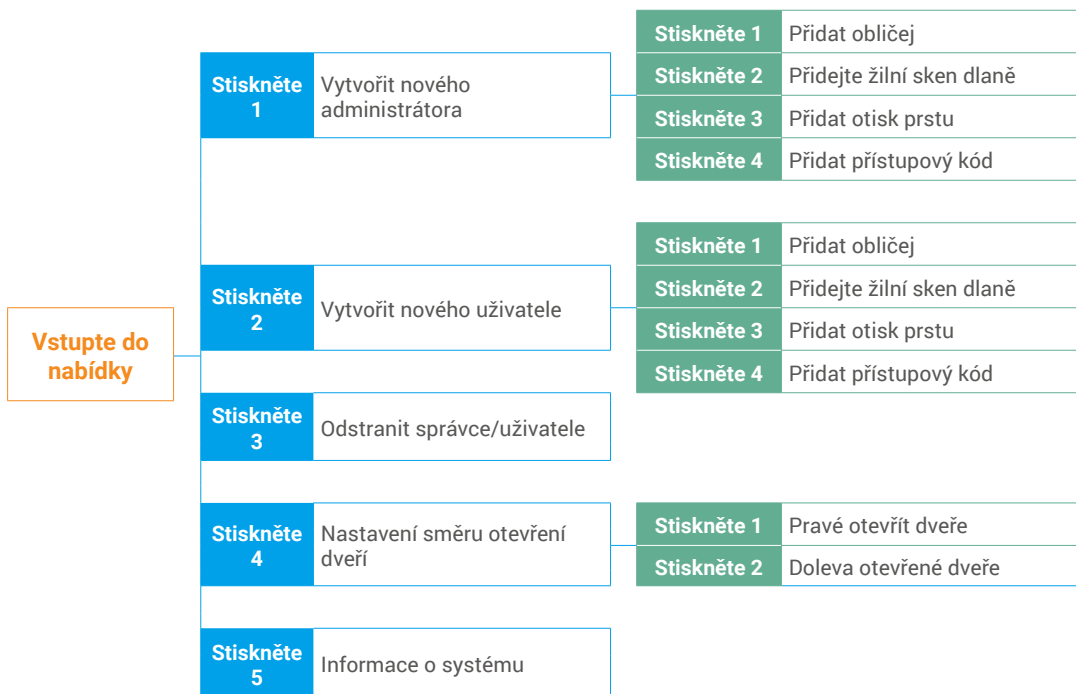 Vstupte do
nabídky
Stiskněte
1
Vytvořit nového
administrátora
Stiskněte 1
Přidat obličej
Stiskněte 2
Přidejte žilní sken dlaně
Stiskněte 3
Přidat otisk prstu
Stiskněte 4
Přidat přístupový kód
Stiskněte
2
Vytvořit nového uživatele
Stiskněte 1
Přidat obličej
Stiskněte 2
Přidejte žilní sken dlaně
Stiskněte 3
Přidat otisk prstu
Stiskněte 4
Přidat přístupový kód
Stiskněte
3
Odstranit správce/uživatele
Stiskněte
4
Nastavení směru otevření
dveří
Stiskněte 1
Pravé otevřít dveře
Stiskněte 2
Doleva otevřené dveře
Stiskněte
5
Informace o systému